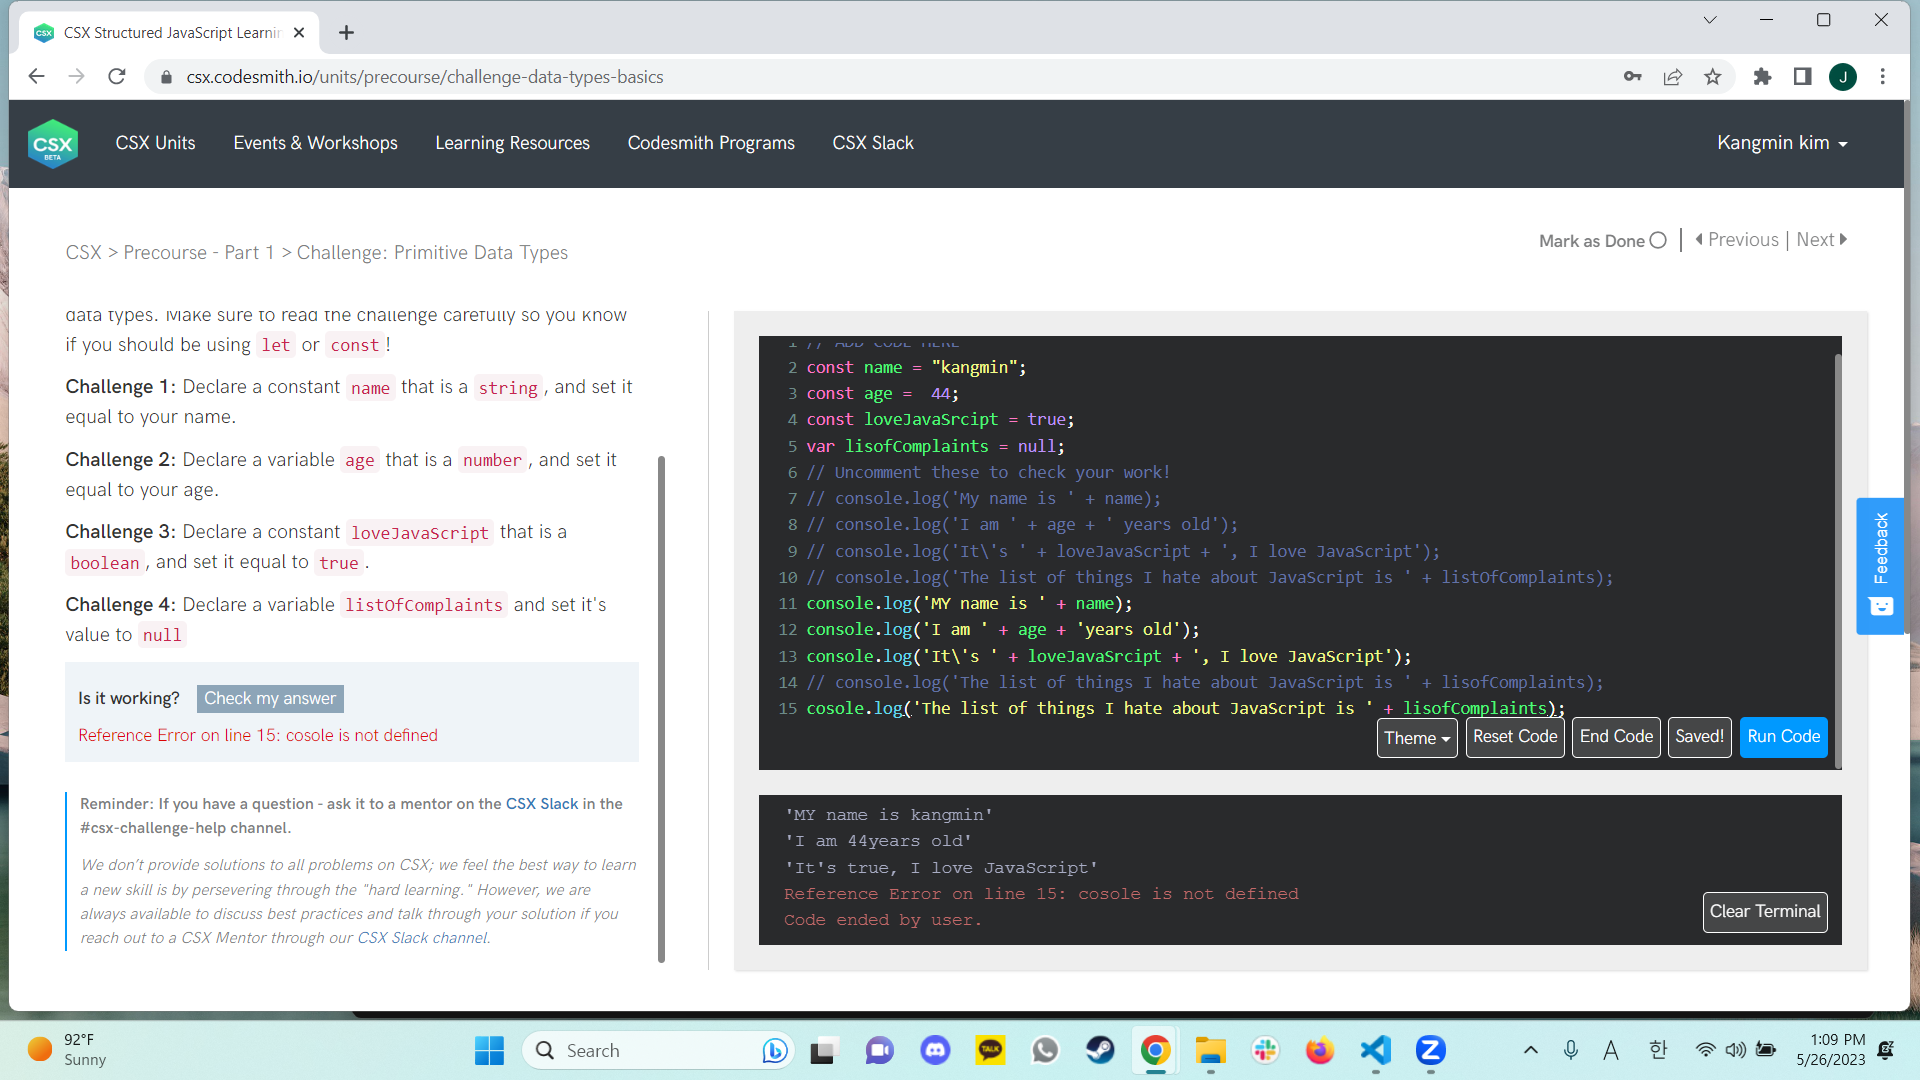 CSX Structured JavaScript Learnin
csx.codesmith.io/units/precourse/challenge-data-types-basics
J
CSX
BETA
CSX Units
Events & Workshops
Learning Resources
Codesmith Programs
CSX Slack
Kangmin kim
CSX > Precourse - Part 1 > Challenge: Primitive Data Types
Mark as Done
Previous | Next
data types. Make sure to read the challenge carefully so you know
if you should be using let or const!
Challenge 1: Declare a constant name that is a string, and set it
equal to your name.
Challenge 2: Declare a variable age that is a number, and set it
equal to your age.
Challenge 3: Declare a constant loveJavaScript that is a
boolean, and set it equal to true.
Challenge 4: Declare a variable listOfComplaints and set it's
value to null
Is it working? Check my answer
Reference Error on line 15: cosole is not defined
Reminder: If you have a question - ask it to a mentor on the CSX Slack in the
#csx-challenge-help channel.
We don't provide solutions to all problems on CSX; we feel the best way to learn
a new skill is by persevering through the "hard learning." However, we are
always available to discuss best practices and talk through your solution if you
reach out to a CSX Mentor through our CSX Slack channel.
1 // ADD CODE HERE
2 const name = "kangmin";
3 const age =  44;
4 const loveJavaSrcipt = true;
5 var lisofComplaints = null;
6 // Uncomment these to check your work!
7 // console.log('My name is ' + name);
8 // console.log('I am ' + age + ' years old');
9 // console.log('It\'s ' + loveJavaScript + ', I love JavaScript');
10 // console.log('The list of things I hate about JavaScript is ' + listOfComplaints);
11 console.log('MY name is ' + name);
12 console.log('I am ' + age + 'years old');
13 console.log('It\'s ' + loveJavaSrcipt + ', I love JavaScript');
14 // console.log('The list of things I hate about JavaScript is ' + lisofComplaints);
15 cosole.log('The list of things I hate about JavaScript is ' + lisofComplaints);
Theme
Reset Code
End Code
Saved!
Run Code
'MY name is kangmin'
'I am 44years old'
'It's true, I love JavaScript'
Reference Error on line 15: cosole is not defined
Code ended by user.
Clear Terminal
Feedback
92°F
Sunny
Search
TALK
A
한
1:09 PM
5/26/2023